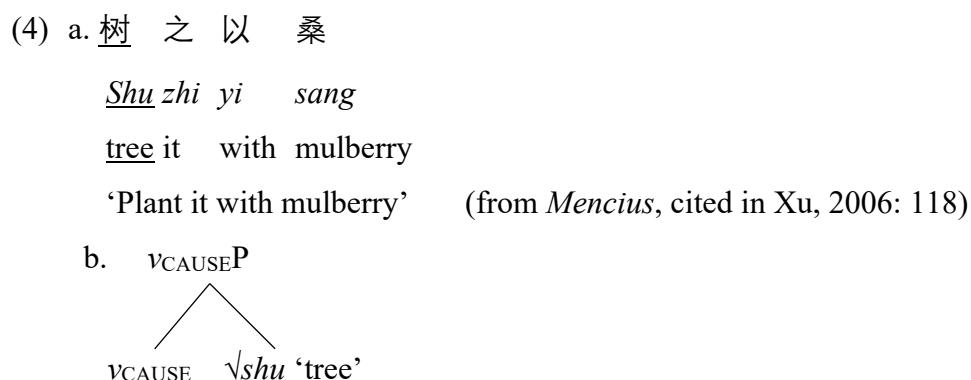 (4) a. 树 之 以 桑
Shu zhi yi sang
tree it with mulberry
‘Plant it with mulberry’ (from Mencius, cited in Xu, 2006: 118)
b. vCAUSEP
vCAUSE √shu ‘tree’